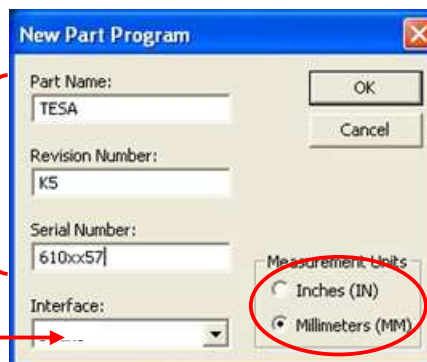 New Part Program
Part Name:
TESA
OK
Cancel
Revision Number:
K5
Serial Number:
610xx57
Measurement Units
Inches (IN)
Millimeters (MM)
Interface: